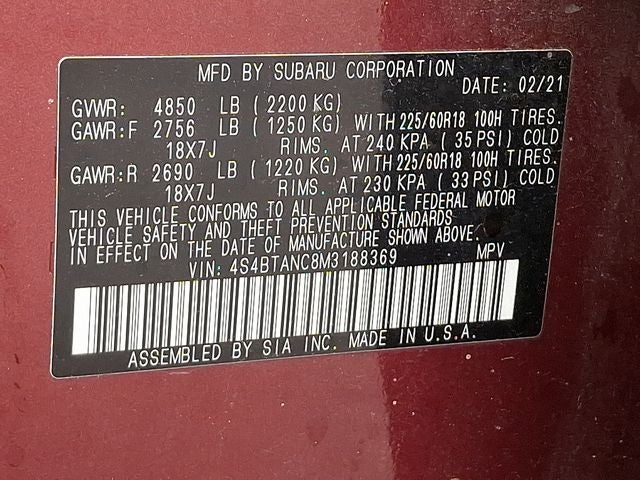 MFD BY SUBARU CORPORATION
DATE: 02/21
GVWR: 4850 LB (2200 KG)
GAWR:F 2756 LB (1250 KG) WITH 225/60R18 100H TIRES.
18X7J RIMS. AT 240 KPA (35 PSI) COLD
GAWR:R 2690 LB (1220 KG) WITH 225/60R18 100H TIRES.
18X7J RIMS. AT 230 KPA (33 PSI) COLD
THIS VEHICLE CONFORMS TO ALL APPLICABLE FEDERAL MOTOR
VEHICLE SAFETY AND THEFT PREVENTION STANDARDS
IN EFFECT ON THE DATE OF MANUFACTURE SHOWN ABOVE.
VIN: 4S4BTANC8M3188369 MPV
ASSEMBLED BY SIA INC. MADE IN U.S.A.